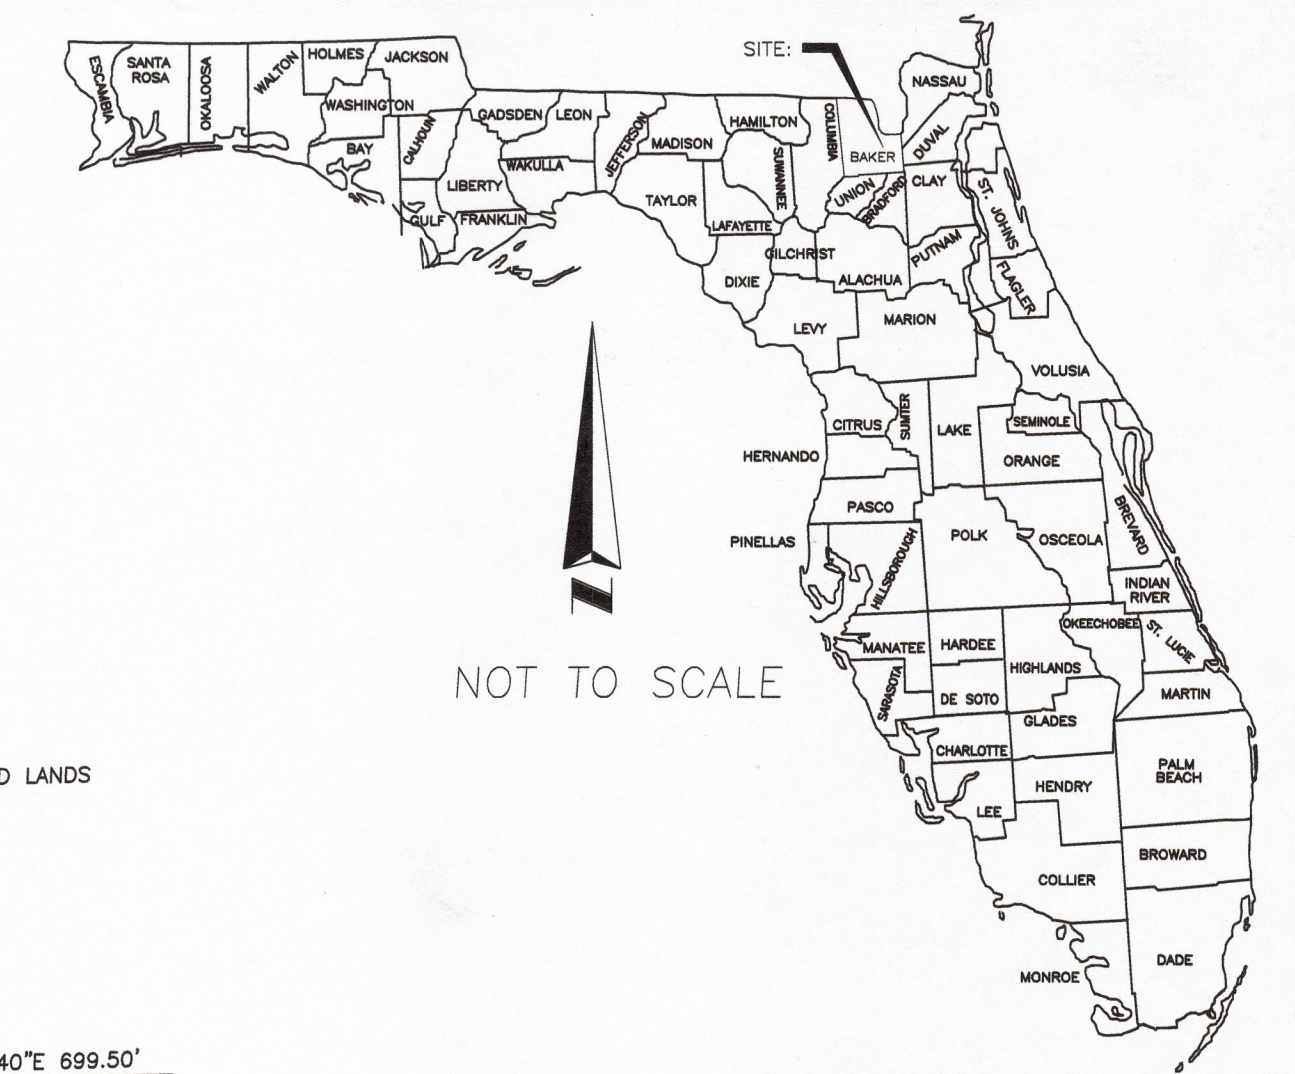 SITE:
ESCAMBIA
SANTA
ROSA
OKALOOSA
WALTON
HOLMES
JACKSON
WASHINGTON
BAY
CALHOUN
GULF
GADSDEN
LEON
LIBERTY
WAKULLA
FRANKLIN
JEFFERSON
MADISON
TAYLOR
HAMILTON
SUWANNEE
LAFAYETTE
DIXIE
COLUMBIA
BAKER
NASSAU
DUVAL
UNION
BRADFORD
CLAY
ST. JOHNS
GILCHRIST
ALACHUA
PUTNAM
FLAGLER
LEVY
MARION
VOLUSIA
CITRUS
SUMTER
LAKE
SEMINOLE
ORANGE
HERNANDO
PASCO
PINELLAS
HILLSBOROUGH
POLK
OSCEOLA
BREVARD
INDIAN
RIVER
MANATEE
HARDEE
HIGHLANDS
OKEECHOBEE
ST. LUCIE
SARASOTA
DE SOTO
GLADES
MARTIN
CHARLOTTE
HENDRY
PALM
BEACH
LEE
COLLIER
BROWARD
MONROE
DADE
N
NOT TO SCALE
D LANDS
40"E 699.50'